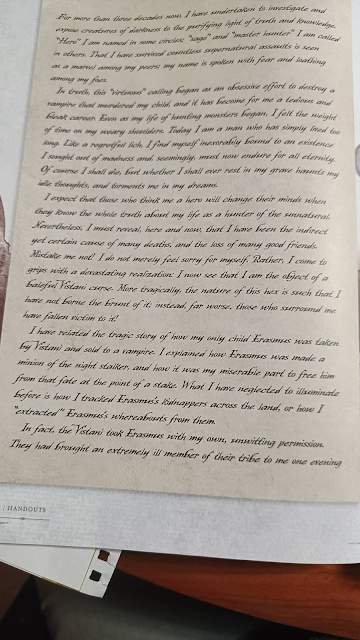 For more than three decades now, I have undertaken to investigate and
expose creatures of darkness to the purifying light of truth and knowledge.
"Hero" I am named in some circles; "sage" and "master hunter" I am called
in others. That I have survived countless supernatural assaults is seen
as a marvel among my peers; my name is spoken with fear and loathing
among my foes.
In truth, this "virtuous" calling began as an obsessive effort to destroy a
vampire that murdered my child, and it has become for me a tedious and
bleak career. Even as my life of hunting monsters began, I felt the weight
of time on my weary shoulders. Today I am a man who has simply lived too
long. Like a regretful lich, I find myself inexorably bound to an existence
I sought out of madness and, seemingly, must now endure for all eternity.
Of course I shall die, but whether I shall ever rest in my grave haunts my
idle thoughts, and torments me in my dreams.
I expect that those who think me a hero will change their minds when
they know the whole truth about my life as a hunter of the unnatural.
Nevertheless, I must reveal, here and now, that I have been the indirect
yet certain cause of many deaths, and the loss of many good friends.
Mistake me not! I do not merely feel sorry for myself. Rather, I come to
grips with a devastating realization: I now see that I am the object of a
baleful Vistani curse. More tragically, the nature of this hex is such that I
have not borne the brunt of it; instead, far worse, those who surround me
have fallen victim to it!
I have related the tragic story of how my only child Erasmus was taken
by Vistani and sold to a vampire. I explained how Erasmus was made a
minion of the night stalker, and how it was my miserable part to free him
from that fate at the point of a stake. What I have neglected to illuminate
before is how I tracked Erasmus's kidnappers across the land, or how I
"extracted" Erasmus's whereabouts from them.
In fact, the Vistani took Erasmus with my own, unwitting permission.
They had brought an extremely ill member of their tribe to me one evening
| HANDOUTS